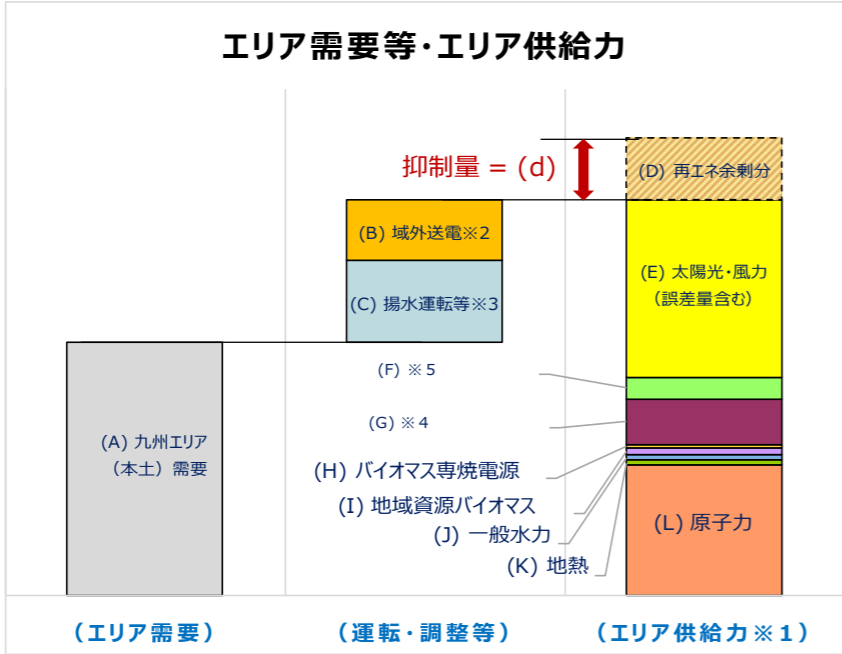 エリア需要等・エリア供給力
抑制量 = (d)
(D) 再エネ余剰分
(B) 域外送電※2
(E) 太陽光・風力
（誤差量含む）
(C) 揚水運転等※3
(F) ※5
(G) ※4
(A) 九州エリア
（本土）需要
(H) バイオマス専焼電源
(I) 地域資源バイオマス
(J) 一般水力
(K) 地熱
(L) 原子力
（エリア需要）
（運転・調整等）
（エリア供給力※1）